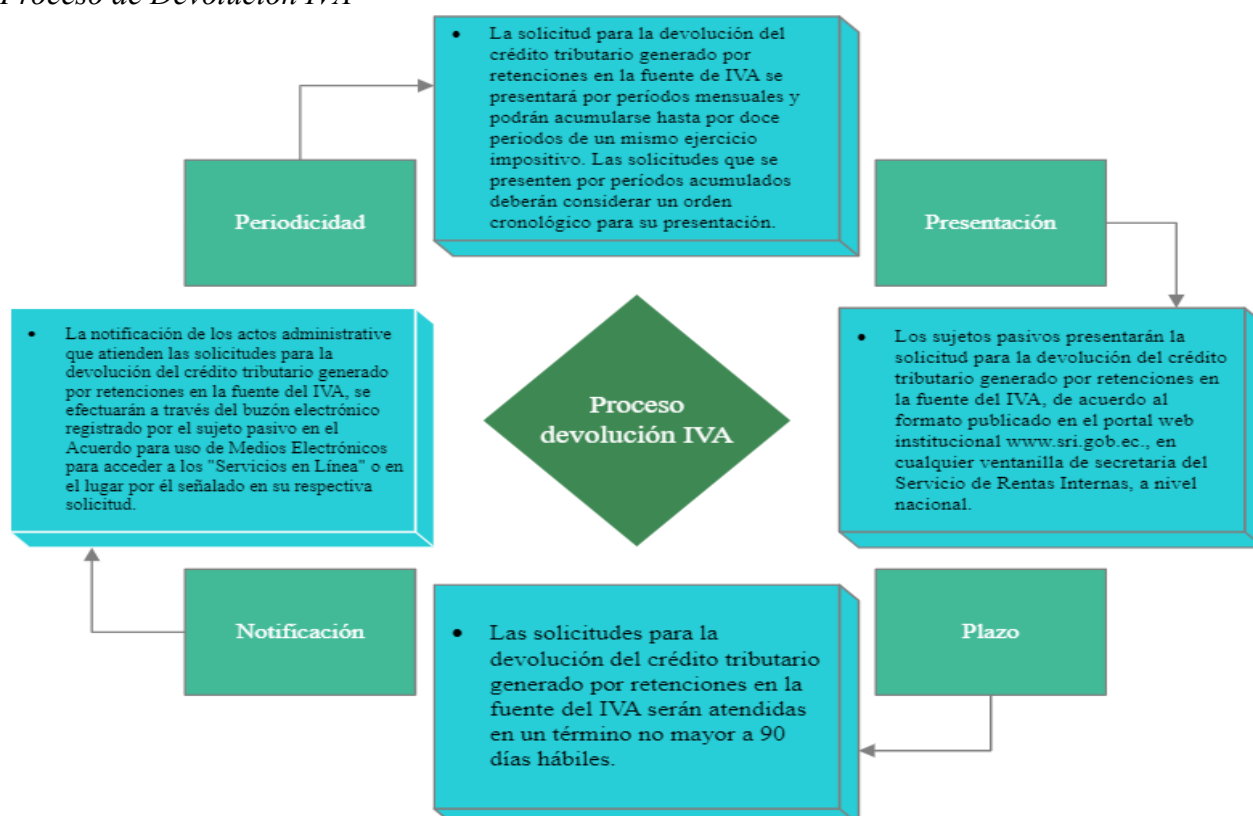 Proceso de Devolución IVA
• La solicitud para la devolución del
crédito tributario generado por
retenciones en la fuente de IVA se
presentará por períodos mensuales y
podrán acumularse hasta por doce
periodos de un mismo ejercicio
impositivo. Las solicitudes que se
presenten por períodos acumulados
deberán considerar un orden
cronológico para su presentación.
Periodicidad
Presentación
• La notificación de los actos administrative
que atienden las solicitudes para la
devolución del crédito tributario generado
por retenciones en la fuente del IVA, se
efectuarán a través del buzón electrónico
registrado por el sujeto pasivo en el
Acuerdo para uso de Medios Electrónicos
para acceder a los "Servicios en Línea" o en
el lugar por él señalado en su respectiva
solicitud.
Proceso
devolución IVA
• Los sujetos pasivos presentarán la
solicitud para la devolución del crédito
tributario generado por retenciones en
la fuente del IVA, de acuerdo al
formato publicado en el portal web
institucional www.sri.gob.ec., en
cualquier ventanilla de secretaria del
Servicio de Rentas Internas, a nivel
nacional.
Notificación
• Las solicitudes para la
devolución del crédito tributario
generado por retenciones en la
fuente del IVA serán atendidas
en un término no mayor a 90
días hábiles.
Plazo